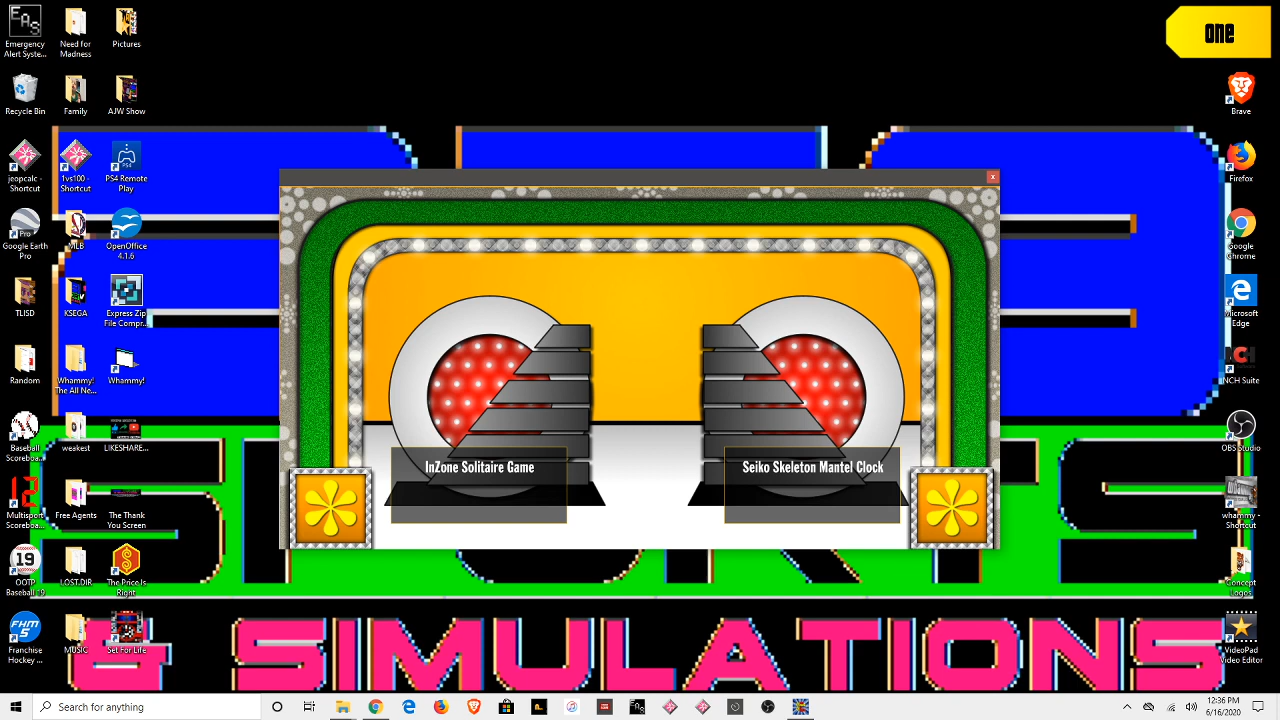 Emergency
Alert Syste...
Need for
Madness
Pictures
one
Recycle Bin
Family
AJW Show
Brave
jeopcalc -
Shortcut
1vs100 -
Shortcut
PS4 Remote
Play
Firefox
Google Earth
Pro
MLB
OpenOffice
4.1.6
Google
Chrome
TLISD
KSEGA
Express Zip
File Compr...
Microsoft
Edge
Random
Whammy!
The All Ne...
Whammy!
NCH Suite
InZone Solitaire Game
Seiko Skeleton Mantel Clock
Baseball
Scoreboa...
weakest
LIKESHARE...
OBS Studio
12
Multisport
Scoreboa...
Free Agents
The Thank
You Screen
whammy -
Shortcut
19
OOTP
Baseball 19
LOST.DIR
The Price Is
Right
Concept
Logos
FHM
5
Franchise
Hockey ...
MUSIC
Set For Life
VideoPad
Video Editor
& SIMULATIONS
Search for anything
12:36 PM
6/16/2020